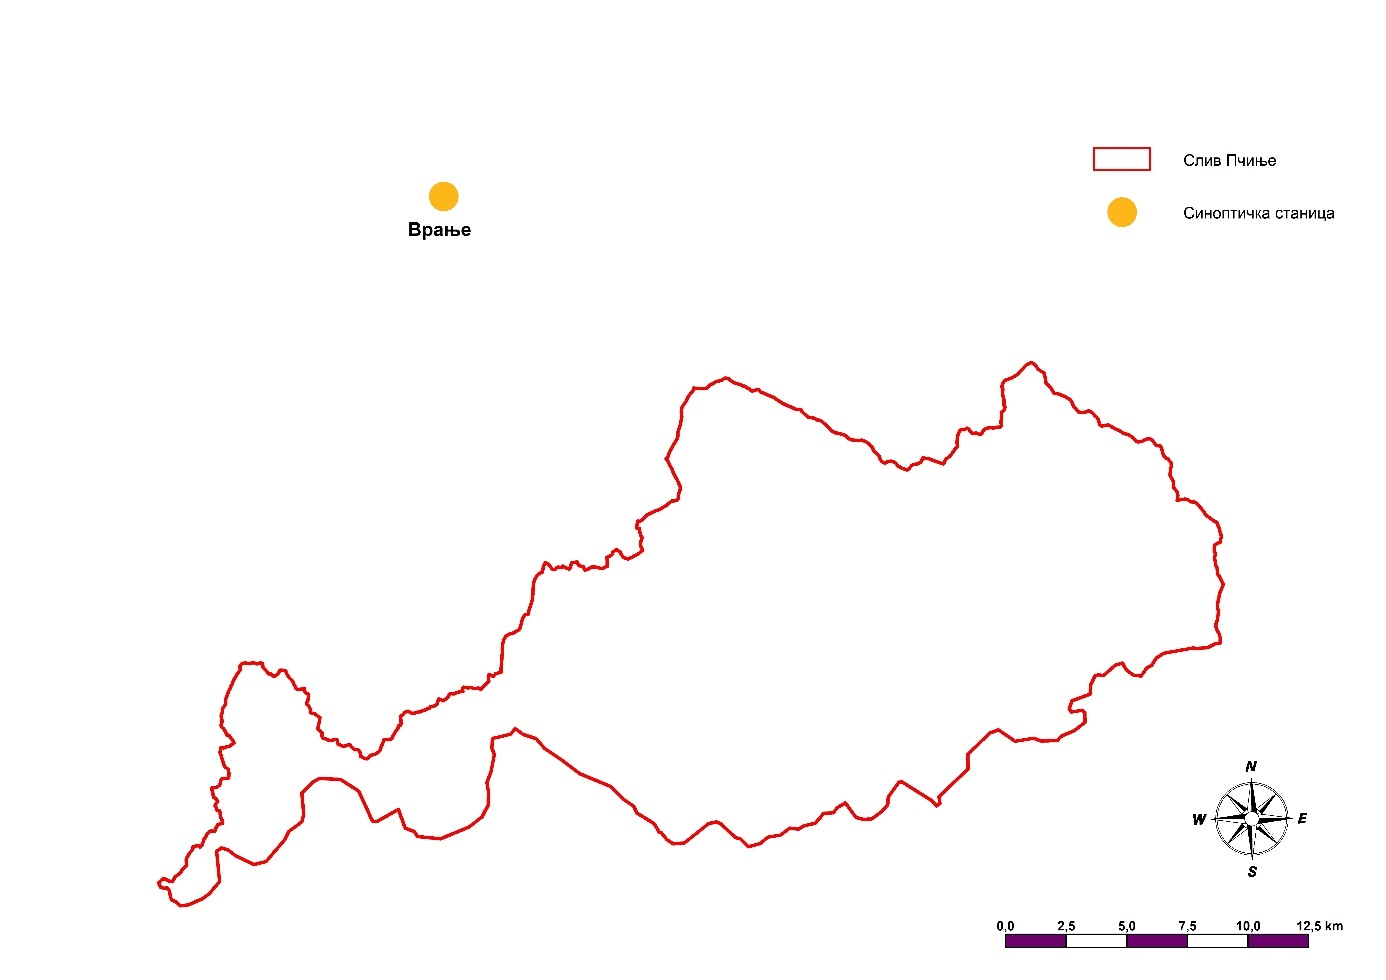 Слив Пчиње
Врање
Синоптичка станица
N
W E
S
0,0 2,5 5,0 7,5 10,0 12,5 km